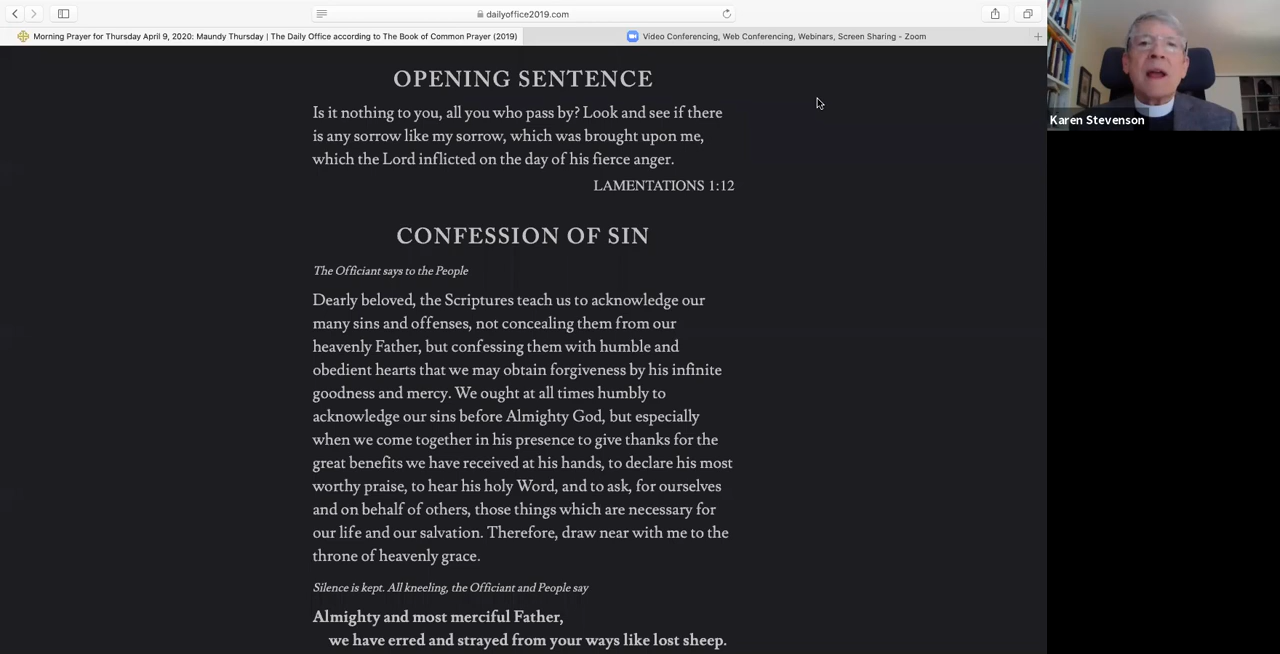 dailyoffice2019.com
Morning Prayer for Thursday April 9, 2020: Maundy Thursday | The Daily Office according to The Book of Common Prayer (2019)
Video Conferencing, Web Conferencing, Webinars, Screen Sharing - Zoom
Karen Stevenson
OPENING SENTENCE
Is it nothing to you, all you who pass by? Look and see if there
is any sorrow like my sorrow, which was brought upon me,
which the Lord inflicted on the day of his fierce anger.
LAMENTATIONS 1:12
CONFESSION OF SIN
The Officiant says to the People
Dearly beloved, the Scriptures teach us to acknowledge our
many sins and offenses, not concealing them from our
heavenly Father, but confessing them with humble and
obedient hearts that we may obtain forgiveness by his infinite
goodness and mercy. We ought at all times humbly to
acknowledge our sins before Almighty God, but especially
when we come together in his presence to give thanks for the
great benefits we have received at his hands, to declare his most
worthy praise, to hear his holy Word, and to ask, for ourselves
and on behalf of others, those things which are necessary for
our life and our salvation. Therefore, draw near with me to the
throne of heavenly grace.
Silence is kept. All kneeling, the Officiant and People say
Almighty and most merciful Father,
we have erred and strayed from your ways like lost sheep.